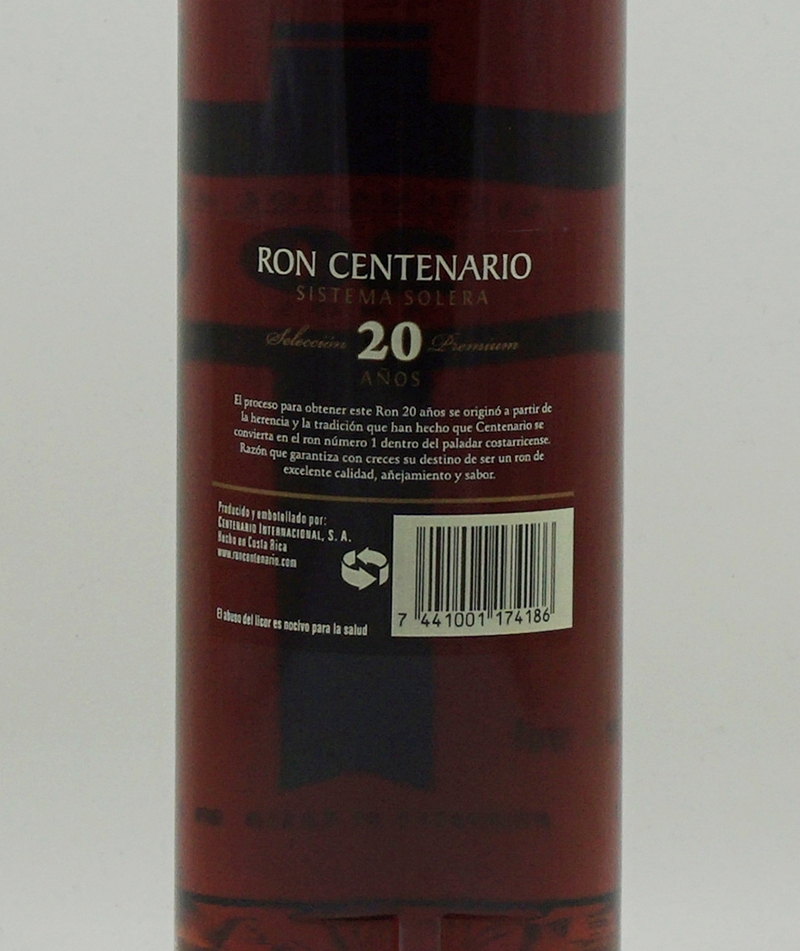 RON CENTENARIO
SISTEMA SOLERA
Selección 20 Premium
AÑOS
El proceso para obtener este Ron 20 años se originó a partir de
la herencia y la tradición que han hecho que Centenario se
convierta en el ron número 1 dentro del paladar costarricense.
Razón que garantiza con creces su destino de ser un ron de
excelente calidad, añejamiento y sabor.
Producido y embotellado por:
CENTENARIO INTERNACIONAL, S. A.
Hecho en Costa Rica
www.roncentenario.com
El abuso del licor es nocivo para la salud
7 441001 174186